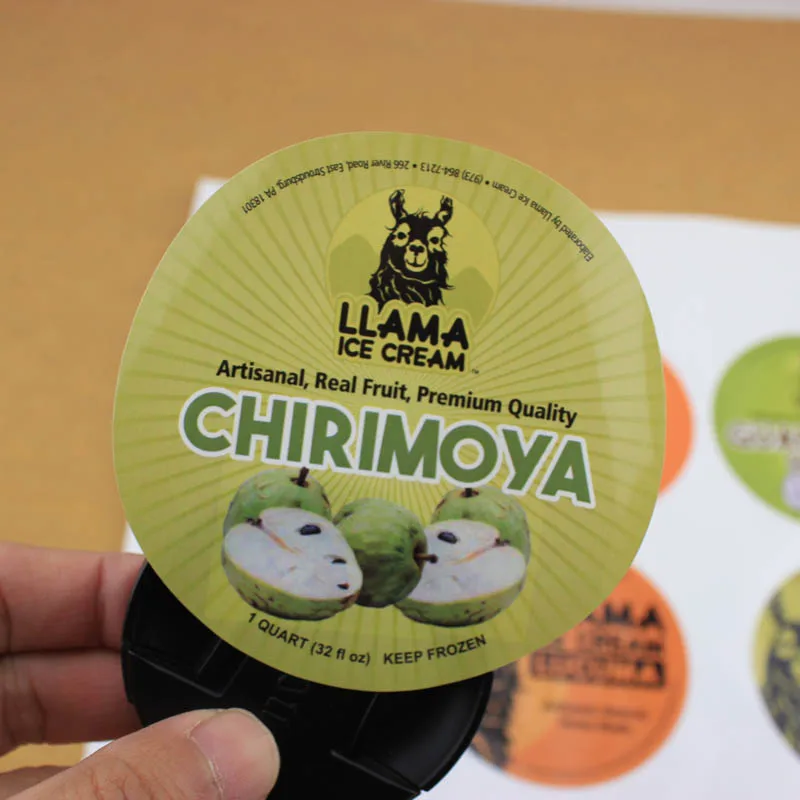 Elaborated by Llama Ice Cream • (973) 864-7213 • 266 River Road, East Stroudsburg, PA 18301
LLAMA
ICE CREAM ™
Artisanal, Real Fruit, Premium Quality
CHIRIMOYA
1 QUART (32 fl oz) KEEP FROZEN